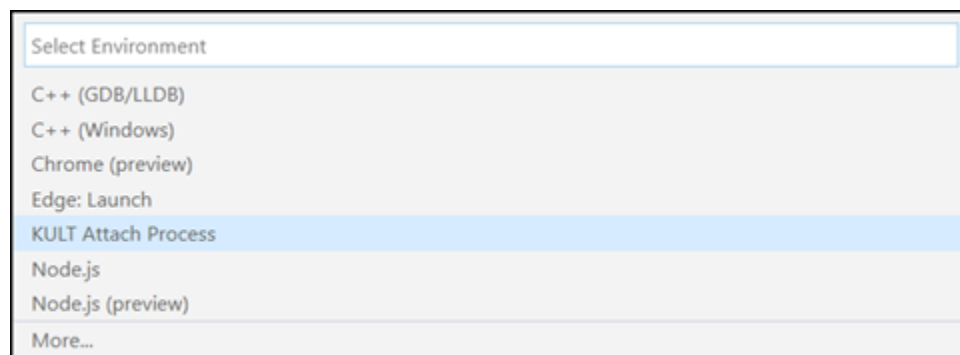 Select Environment
C++ (GDB/LLDB)
C++ (Windows)
Chrome (preview)
Edge: Launch
KULT Attach Process
Node.js
Node.js (preview)
More...